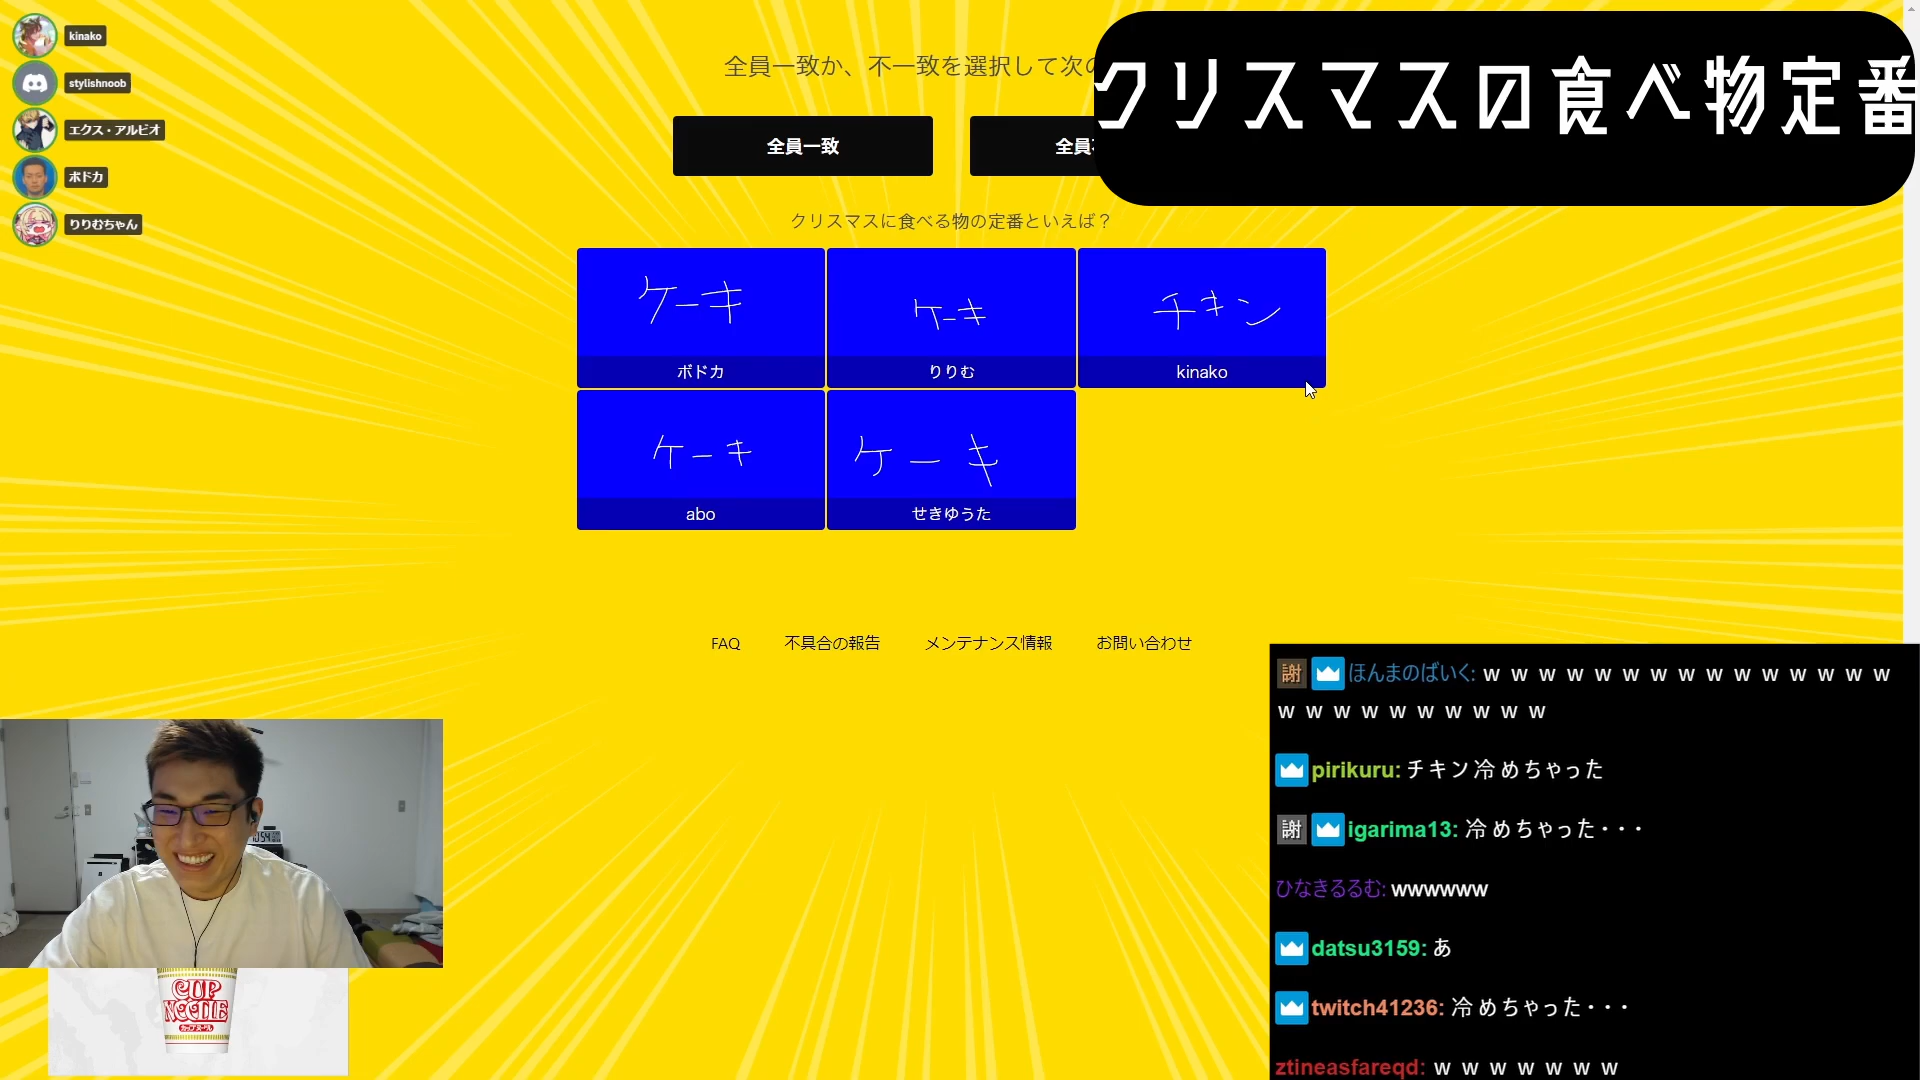 kinako
stylishnoob
エクス・アルビオ
ボドカ
りりむちゃん
全員一致か、不一致を選択して次の
クリスマスの食べ物定番
全員一致
全員
クリスマスに食べる物の定番といえば？
ケーキ
ボドカ
ケーキ
りりむ
チキン
kinako
ケーキ
abo
ケーキ
せきゆうた
FAQ
不具合の報告
メンテナンス情報
お問い合わせ
謝 ほんまのばいく: w w w w w w w w w w w w w w w
w w w w w w w w w w
pirikuru: チキン冷めちゃった
謝 igarima13: 冷めちゃった・・・
ひなきるるむ: wwwwww
datsu3159: あ
twitch41236: 冷めちゃった・・・
ztineasfareqd: w w w w w w w
CUP
NOODLE
カップヌードル